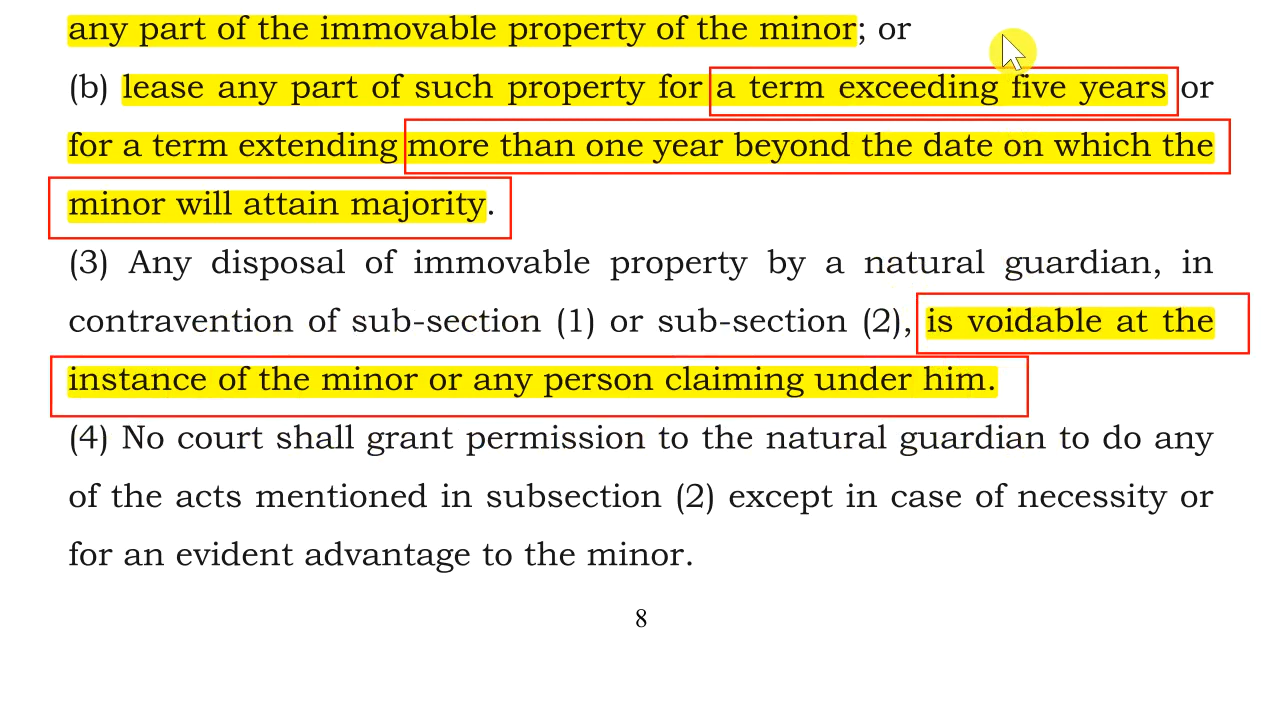 any part of the immovable property of the minor; or
(b) lease any part of such property for a term exceeding five years or
for a term extending more than one year beyond the date on which the
minor will attain majority.
(3) Any disposal of immovable property by a natural guardian, in
contravention of sub-section (1) or sub-section (2), is voidable at the
instance of the minor or any person claiming under him.
(4) No court shall grant permission to the natural guardian to do any
of the acts mentioned in subsection (2) except in case of necessity or
for an evident advantage to the minor.
8